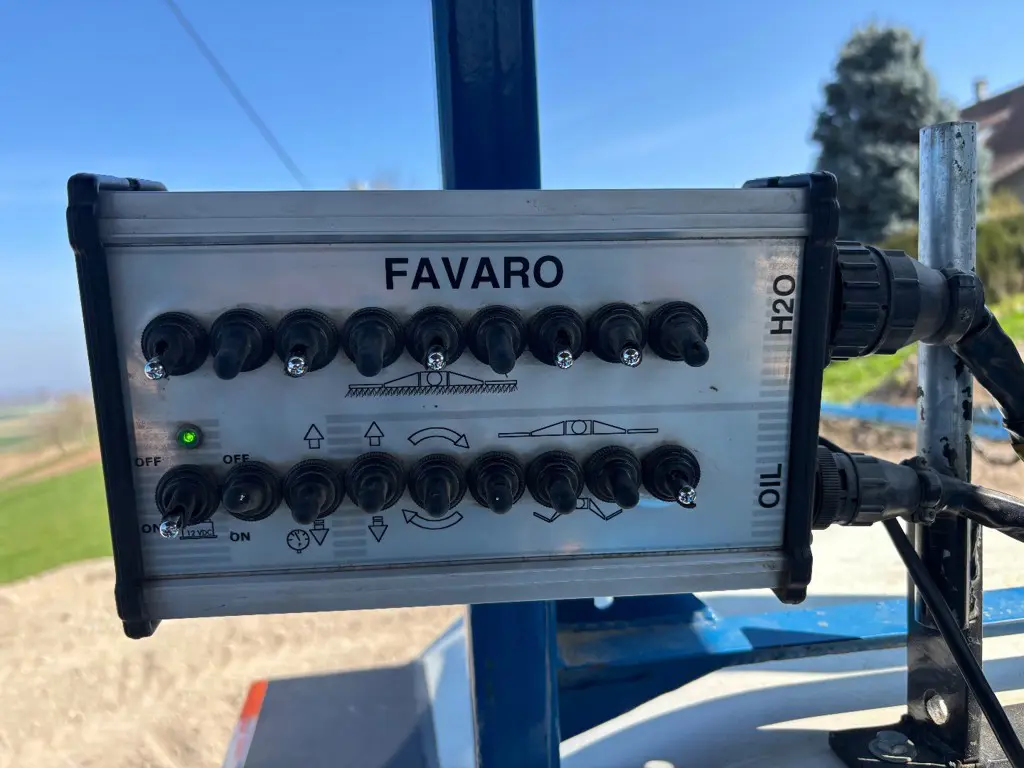 FAVARO
H2O
OFF
OFF
OIL
ON
12 VDC
ON